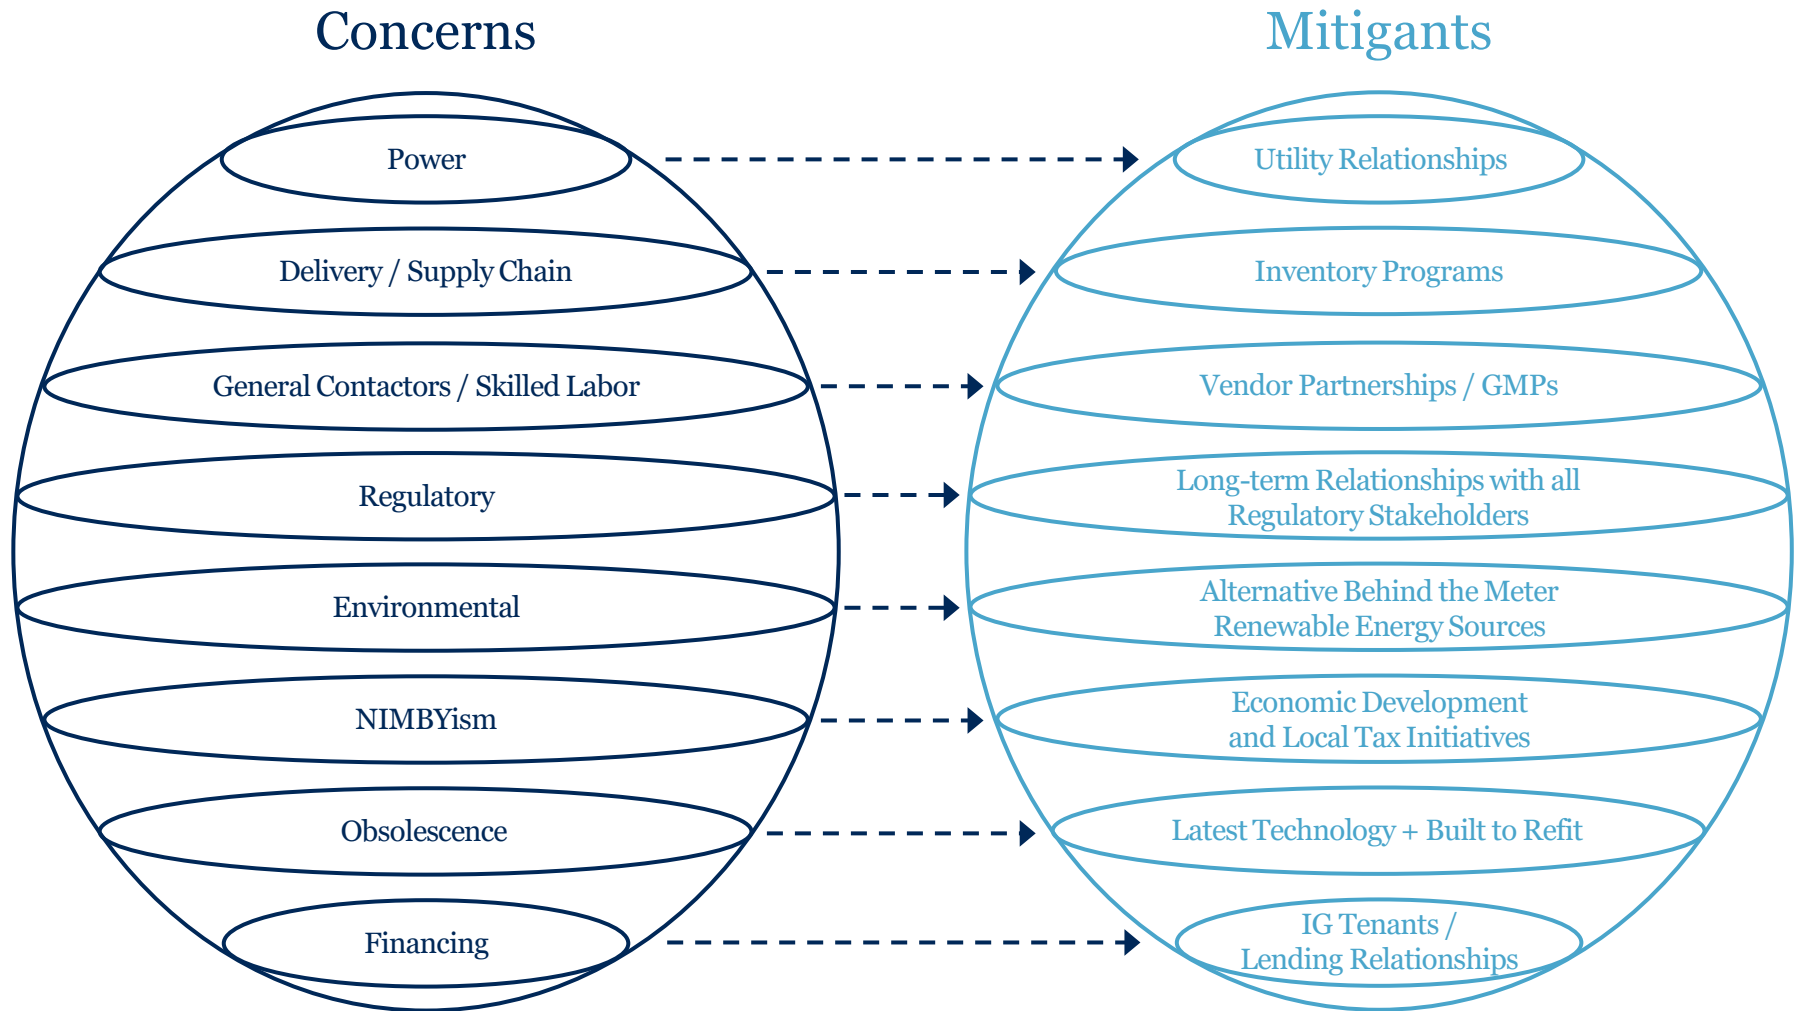 Concerns
Mitigants
Power
Utility Relationships
Delivery / Supply Chain
Inventory Programs
General Contactors / Skilled Labor
Vendor Partnerships / GMPs
Regulatory
Long-term Relationships with all
Regulatory Stakeholders
Environmental
Alternative Behind the Meter
Renewable Energy Sources
NIMBYism
Economic Development
and Local Tax Initiatives
Obsolescence
Latest Technology + Built to Refit
Financing
IG Tenants /
Lending Relationships